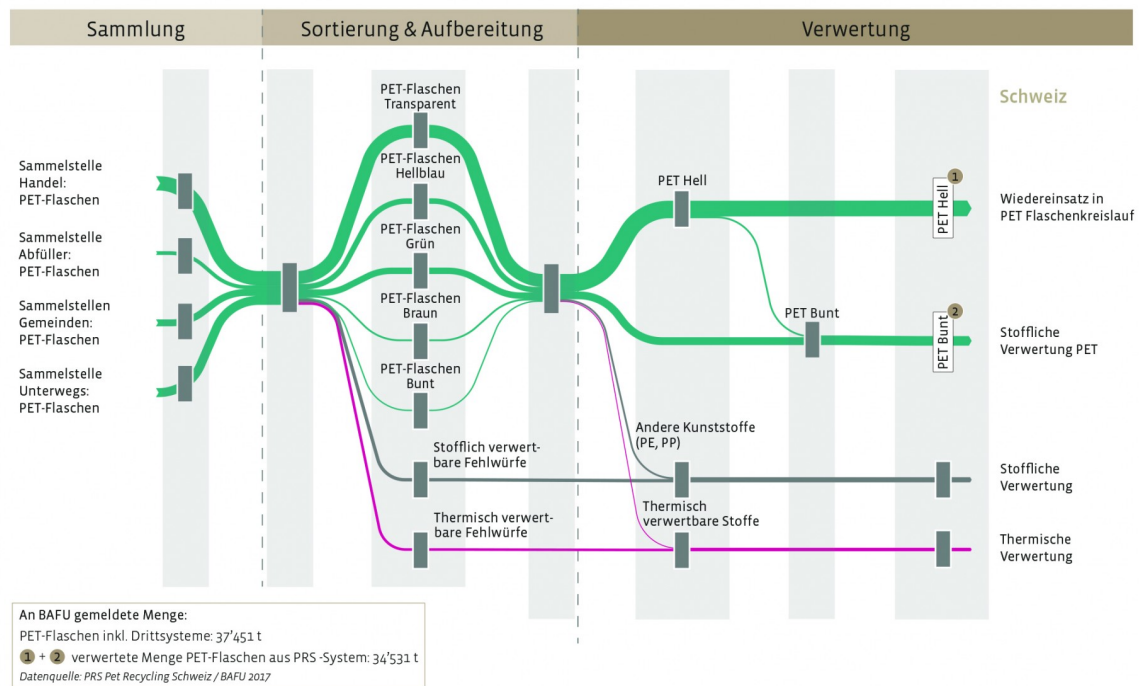 Sammlung
Sortierung & Aufbereitung
Verwertung
Schweiz
Sammelstelle
Handel:
PET-Flaschen
Sammelstelle
Abfüller:
PET-Flaschen
Sammelstellen
Gemeinden:
PET-Flaschen
Sammelstelle
Unterwegs:
PET-Flaschen
PET-Flaschen
Transparent
PET-Flaschen
Hellblau
PET-Flaschen
Grün
PET-Flaschen
Braun
PET-Flaschen
Bunt
Stofflich verwert-
bare Fehlwürfe
Thermisch verwert-
bare Fehlwürfe
PET Hell
PET Bunt
Andere Kunststoffe
(PE, PP)
Thermisch
verwertbare Stoffe
1
PET Hell
2
PET Bunt
Wiedereinsatz in
PET Flaschenkreislauf
Stoffliche
Verwertung PET
Stoffliche
Verwertung
Thermische
Verwertung
An BAFU gemeldete Menge:
PET-Flaschen inkl. Drittsysteme: 37'451 t
1 + 2 verwertete Menge PET-Flaschen aus PRS -System: 34'531 t
Datenquelle: PRS Pet Recycling Schweiz / BAFU 2017